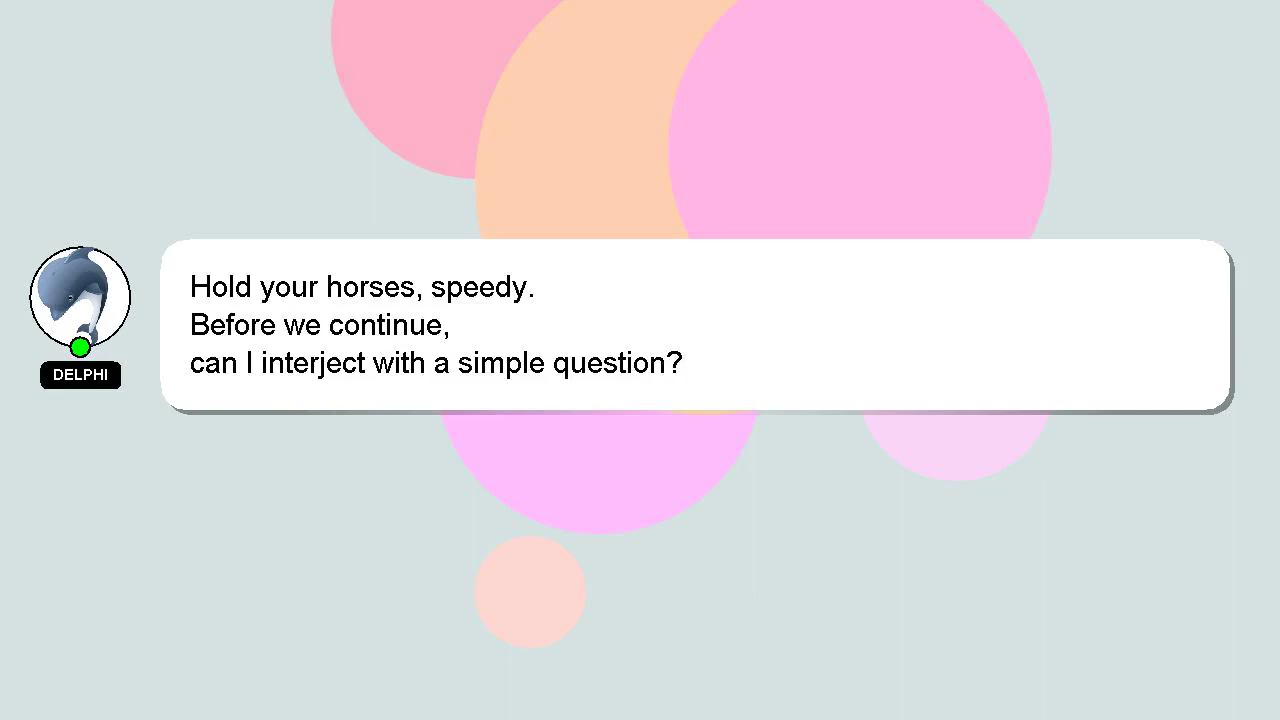 Hold your horses, speedy.
Before we continue,
can I interject with a simple question?
DELPHI